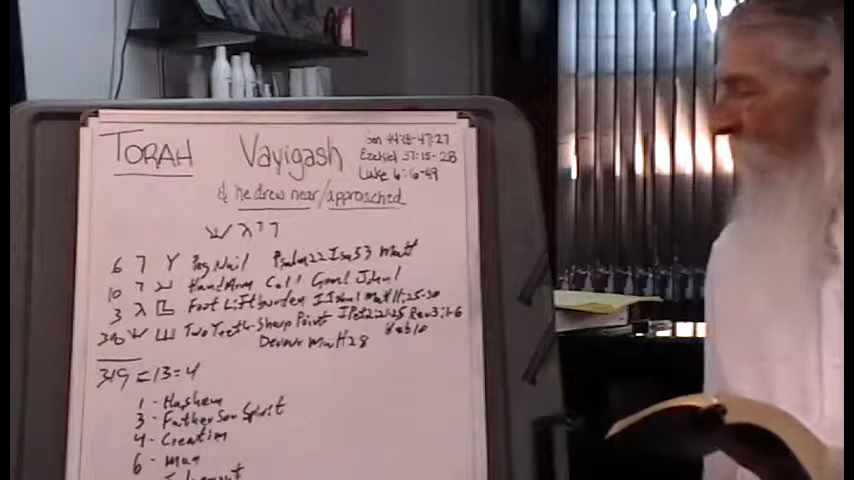 TORAH Vayigash Gen 44:18-47:27
Ezekiel 37:15-28
Luke 6:6-49
& he drew near/approached
6 Peg Nail Psalm 22 Isa 53 Matt
10 Hand Arm Col 1 Gen 1 John 1
3 Foot Lift burden I John 1 Matt 11:25-30
300 Two Teeth-Sharp Point I Pet 2:21-25 Rev 3:1-6
Devour Matt 28 Heb 10
319 = 13 = 4
1 - Hashem
3 - Father Son Spirit
4 - Creation
6 - man